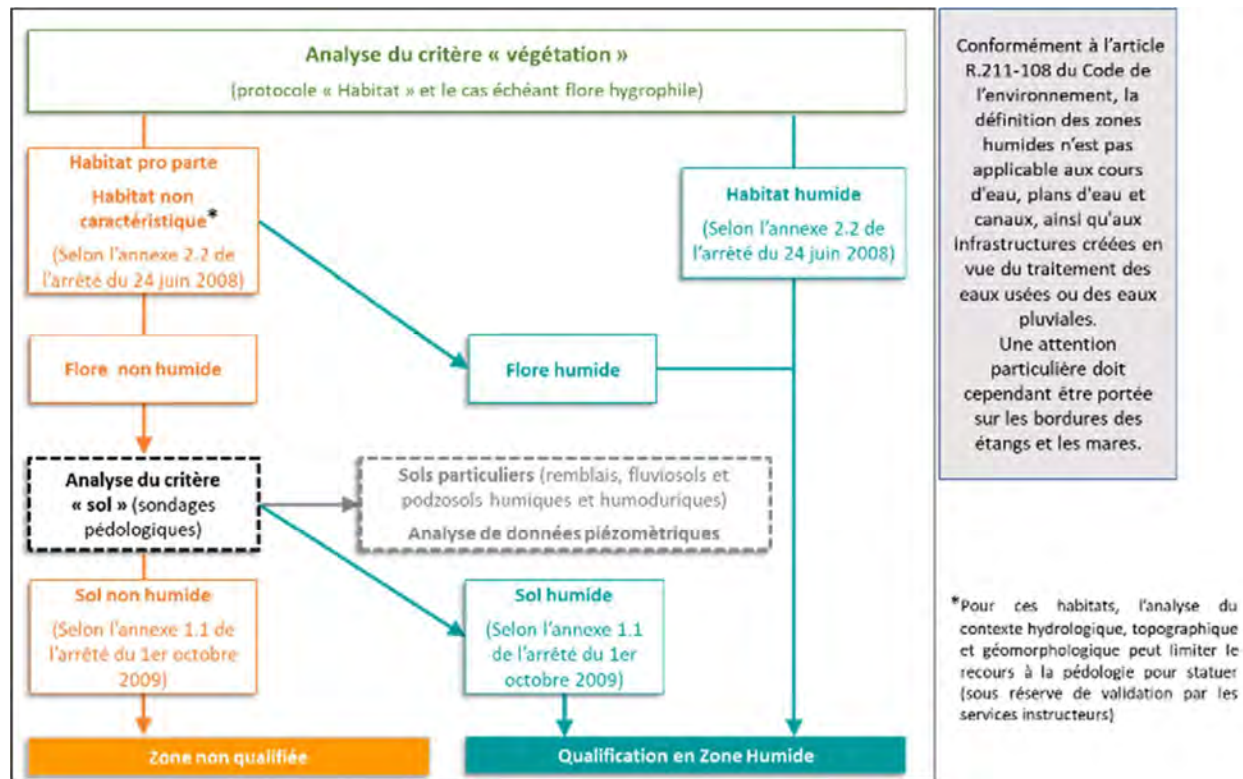 Analyse du critère « végétation »
(protocole « Habitat » et le cas échéant flore hygrophile)
Habitat pro parte
Habitat non
caractéristique*
(Selon l'annexe 2.2 de
l'arrêté du 24 juin 2008)
Habitat humide
(Selon l'annexe 2.2 de
l'arrêté du 24 juin 2008)
Flore non humide
Flore humide
Analyse du critère
« sol » (sondages
pédologiques)
Sols particuliers (remblais, fluviosols et
podzosols humiques et humoduriques)
Analyse de données piézomètriques
Sol non humide
(Selon l'annexe 1.1 de
l'arrêté du 1er octobre
2009)
Sol humide
(Selon l'annexe 1.1
de l'arrêté du 1er
octobre 2009)
Zone non qualifiée
Qualification en Zone Humide
Conformément à l'article
R.211-108 du Code de
l'environnement, la
définition des zones
humides n'est pas
applicable aux cours
d'eau, plans d'eau et
canaux, ainsi qu'aux
infrastructures créées en
vue du traitement des
eaux usées ou des eaux
pluviales.
Une attention
particulière doit
cependant être portée
sur les bordures des
étangs et les mares.
*Pour ces habitats, l'analyse du
contexte hydrologique, topographique
et géomorphologique peut limiter le
recours à la pédologie pour statuer
(sous réserve de validation par les
services instructeurs)